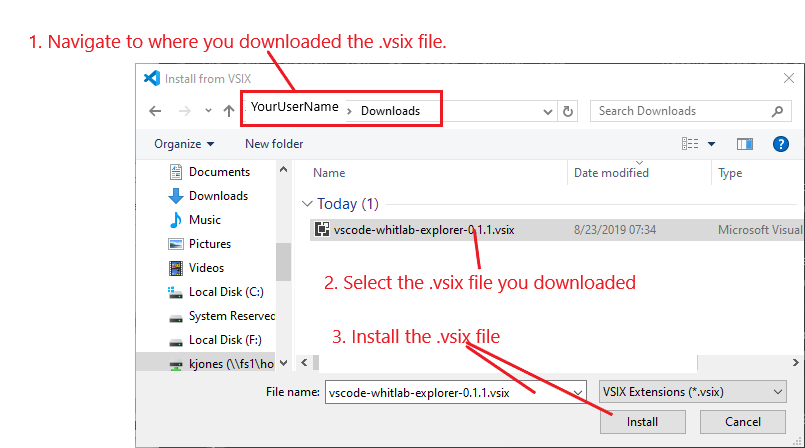 1. Navigate to where you downloaded the .vsix file.
Install from VSIX
YourUserName > Downloads
Search Downloads
Organize
New folder
Name
Date modified
Type
Documents
Downloads
Music
Pictures
Videos
Local Disk (C:)
System Reserved
Local Disk (F:)
kjones (\\fs1\ho
Today (1)
vscode-whitlab-explorer-0.1.1.vsix
8/23/2019 07:34
Microsoft Visual
2. Select the .vsix file you downloaded
3. Install the .vsix file
File name:
vscode-whitlab-explorer-0.1.1.vsix
VSIX Extensions (*.vsix)
Install
Cancel